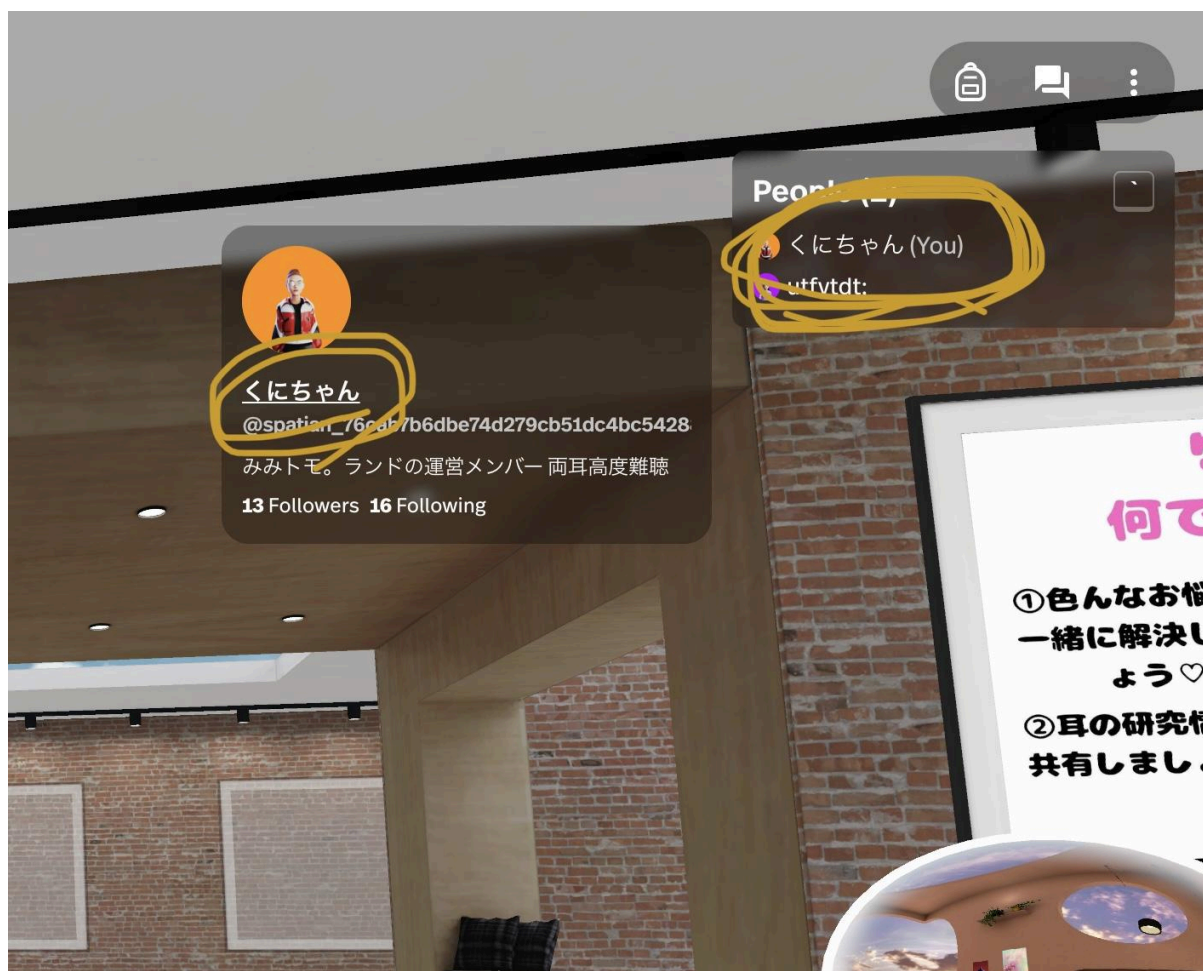 People (2)
くにちゃん (You)
utfytdt:
くにちゃん
@spatian_76cab7b6dbe74d279cb51dc4bc5428
みみトモ。ランドの運営メンバー 両耳高度難聴
13 Followers 16 Following
何で
①色んなお悩
一緒に解決し
ょう♡
②耳の研究情
共有しまし